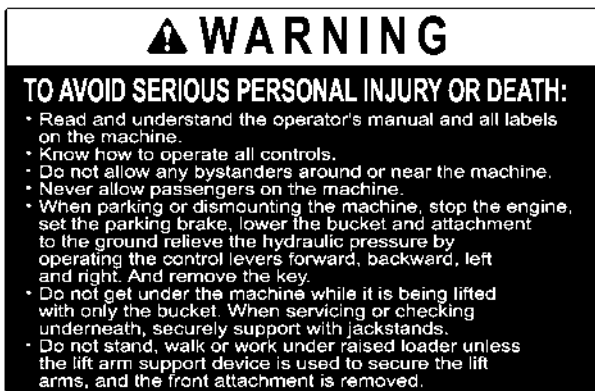 WARNING
TO AVOID SERIOUS PERSONAL INJURY OR DEATH:
• Read and understand the operator's manual and all labels
on the machine.
• Know how to operate all controls.
• Do not allow any bystanders around or near the machine.
• Never allow passengers on the machine.
• When parking or dismounting the machine, stop the engine,
set the parking brake, lower the bucket and attachment
to the ground relieve the hydraulic pressure by
operating the control levers forward, backward, left
and right. And remove the key.
• Do not get under the machine while it is being lifted
with only the bucket. When servicing or checking
underneath, securely support with jackstands.
• Do not stand, walk or work under raised loader unless
the lift arm support device is used to secure the lift
arms, and the front attachment is removed.